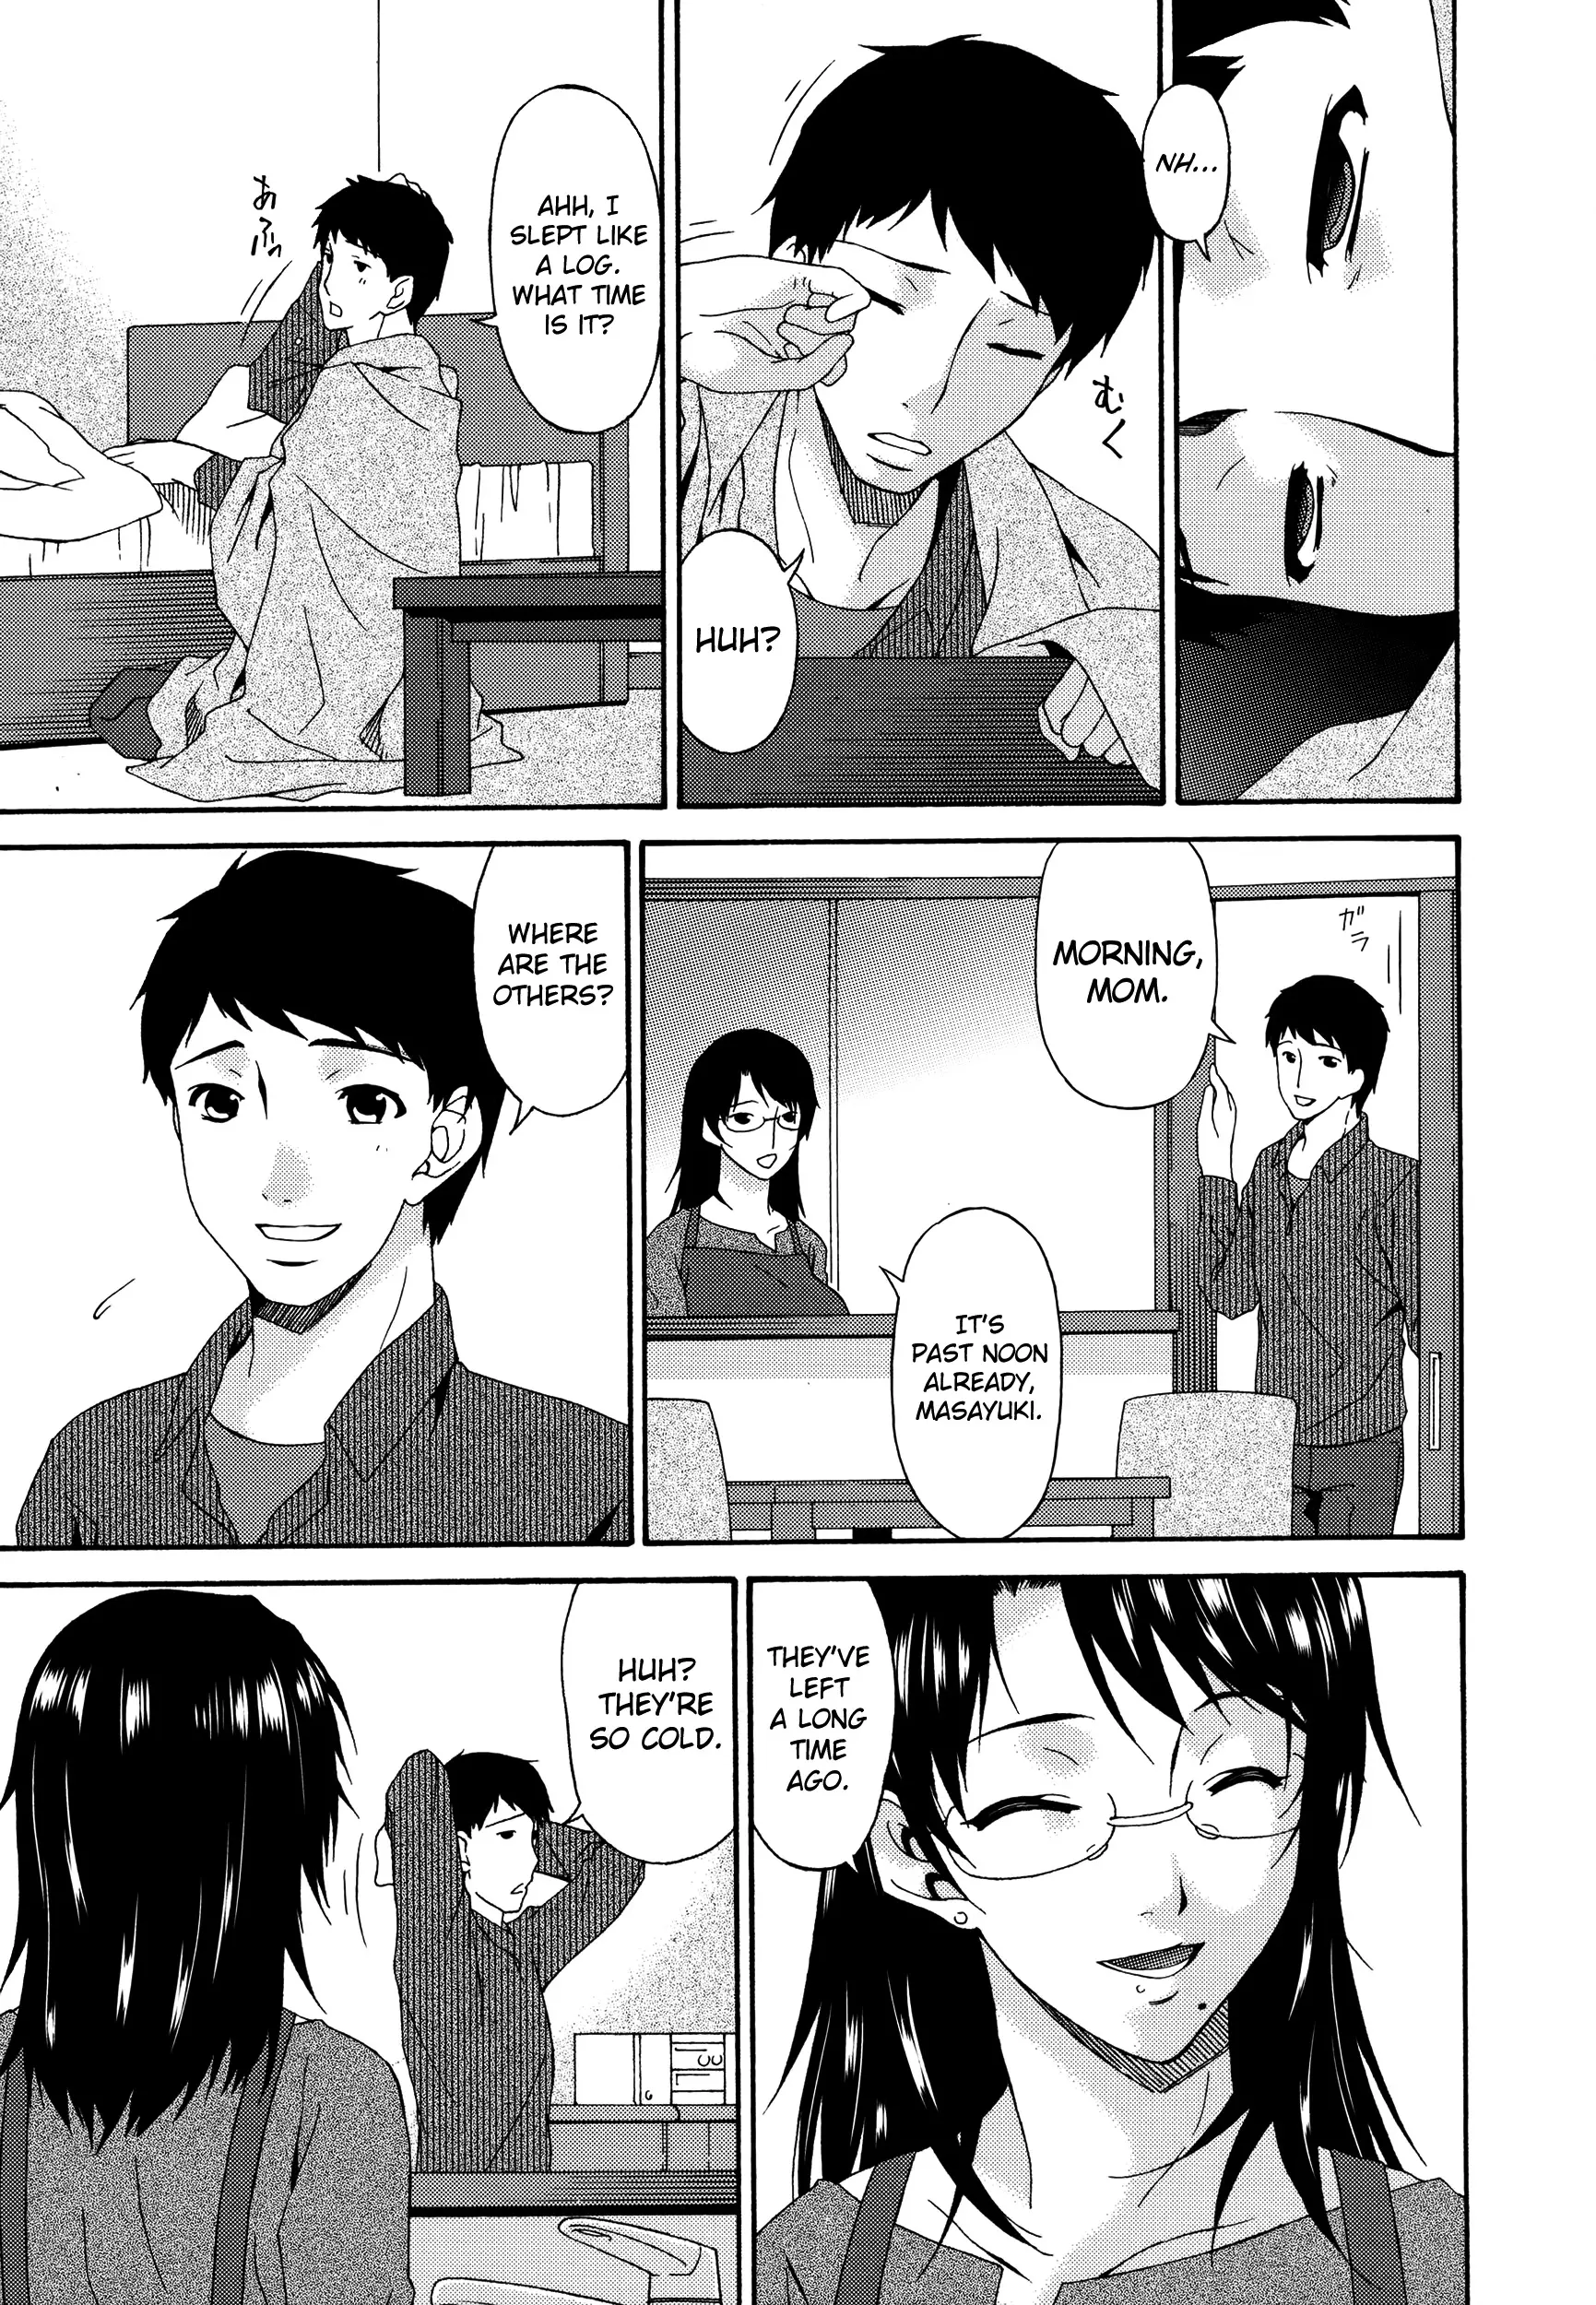 NH...
むく
HUH?
AHH, I
SLEPT LIKE
A LOG.
WHAT TIME
IS IT?
あふっ
ガラ
MORNING,
MOM.
IT'S
PAST NOON
ALREADY,
MASAYUKI.
WHERE
ARE THE
OTHERS?
THEY'VE
LEFT
A LONG
TIME
AGO.
HUH?
THEY'RE
SO COLD.